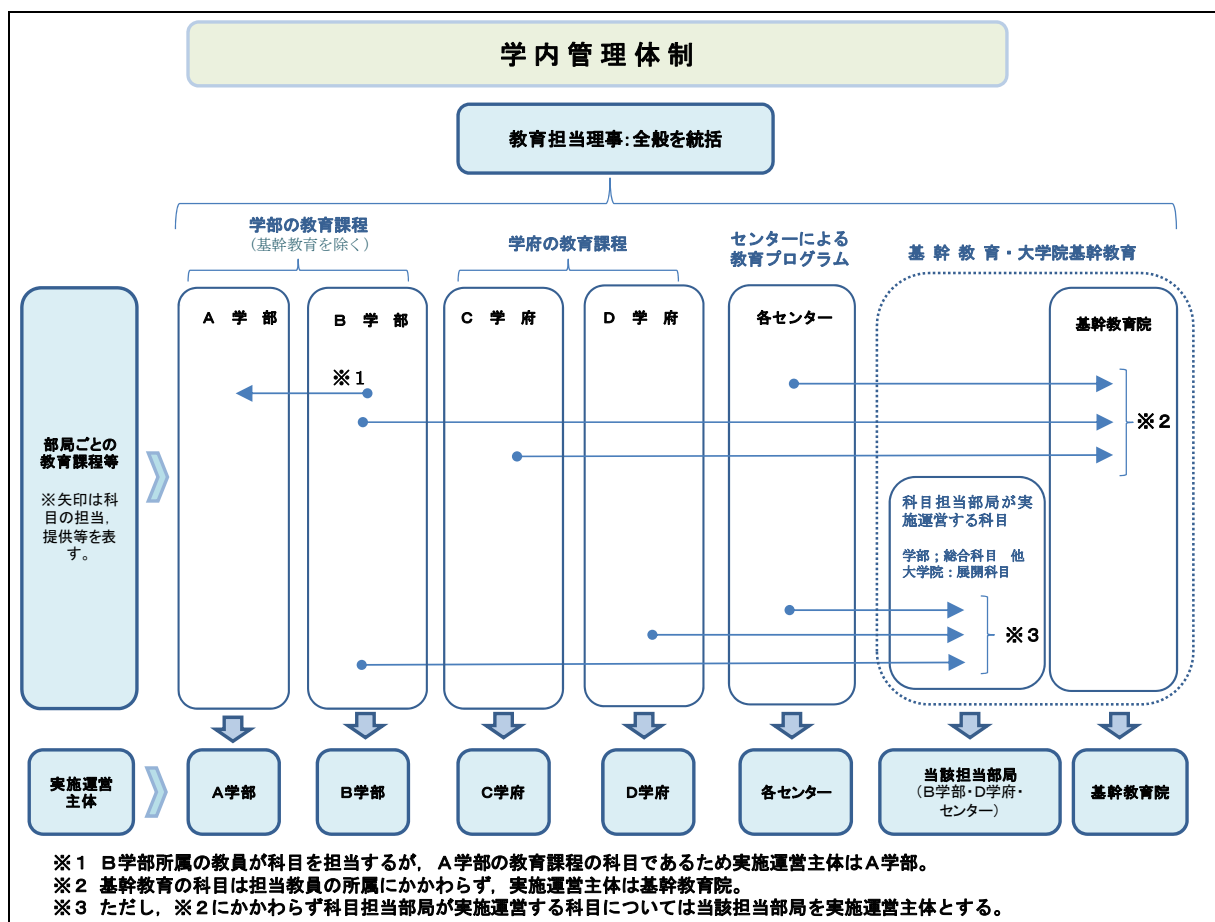 学内管理体制
教育担当理事:全般を統括
学部の教育課程
(基幹教育を除く)
学府の教育課程
センターによる
教育プログラム
基幹教育・大学院基幹教育
A学部
B学部
C学府
D学府
各センター
基幹教育院
※1
※2
部局ごとの
教育課程等
※矢印は科
目の担当,
提供等を表
す。
科目担当部局が実
施運営する科目
学部;総合科目 他
大学院:展開科目
※3
実施運営
主体
A学部
B学部
C学府
D学府
各センター
当該担当部局
(B学部・D学府・
センター)
基幹教育院
※1 B学部所属の教員が科目を担当するが, A学部の教育課程の科目であるため実施運営主体はA学部。
※2 基幹教育の科目は担当教員の所属にかかわらず, 実施運営主体は基幹教育院。
※3 ただし, ※2にかかわらず科目担当部局が実施運営する科目については当該担当部局を実施運営主体とする。